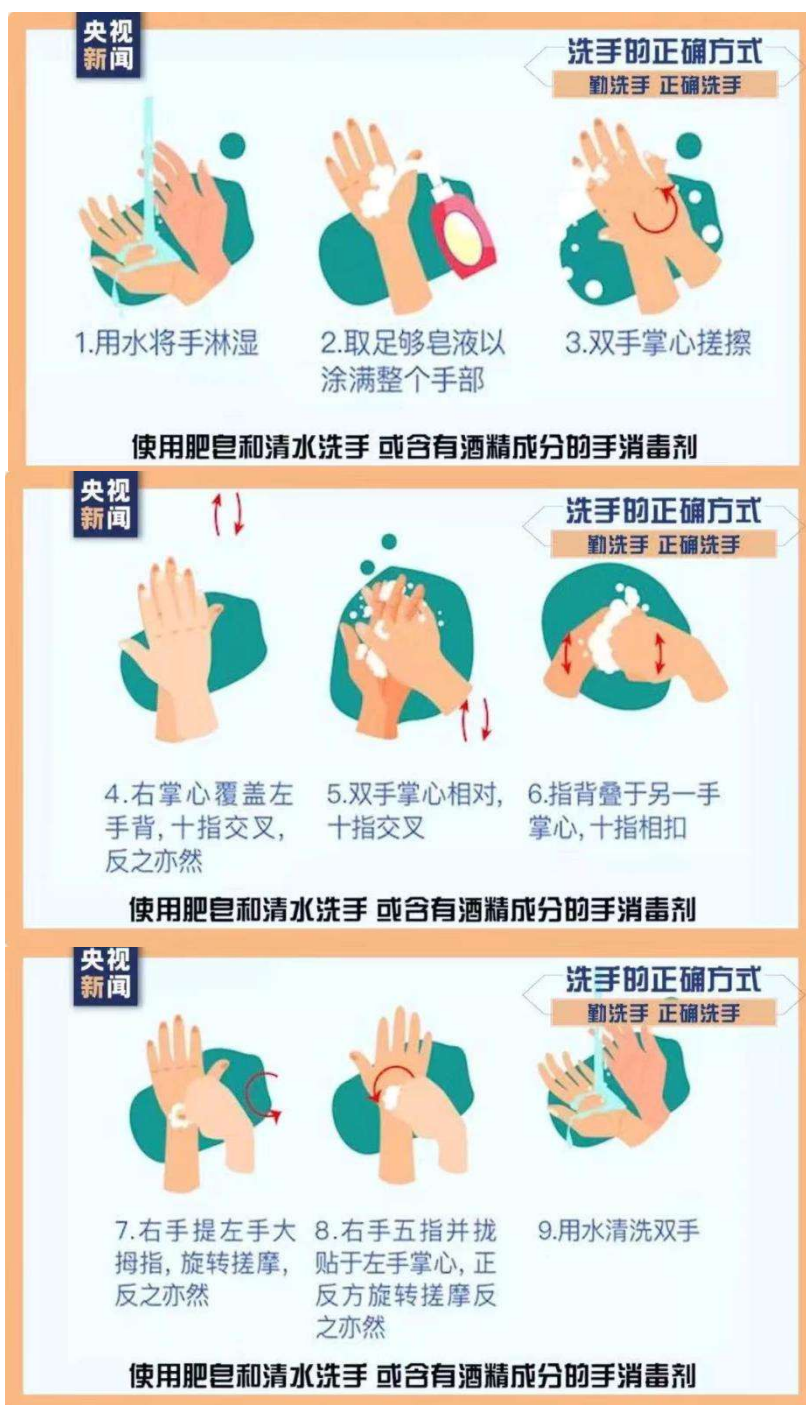 央视
新闻
洗手的正确方式
勤洗手 正确洗手
1.用水将手淋湿
2.取足够皂液以
涂满整个手部
3.双手掌心搓擦
使用肥皂和清水洗手 或含有酒精成分的手消毒剂
央视
新闻
洗手的正确方式
勤洗手 正确洗手
4.右掌心覆盖左
手背,十指交叉,
反之亦然
5.双手掌心相对,
十指交叉
6.指背叠于另一手
掌心,十指相扣
使用肥皂和清水洗手 或含有酒精成分的手消毒剂
央视
新闻
洗手的正确方式
勤洗手 正确洗手
7.右手提左手大
拇指,旋转搓摩,
反之亦然
8.右手五指并拢
贴于左手掌心,正
反方旋转搓摩反
之亦然
9.用水清洗双手
使用肥皂和清水洗手 或含有酒精成分的手消毒剂